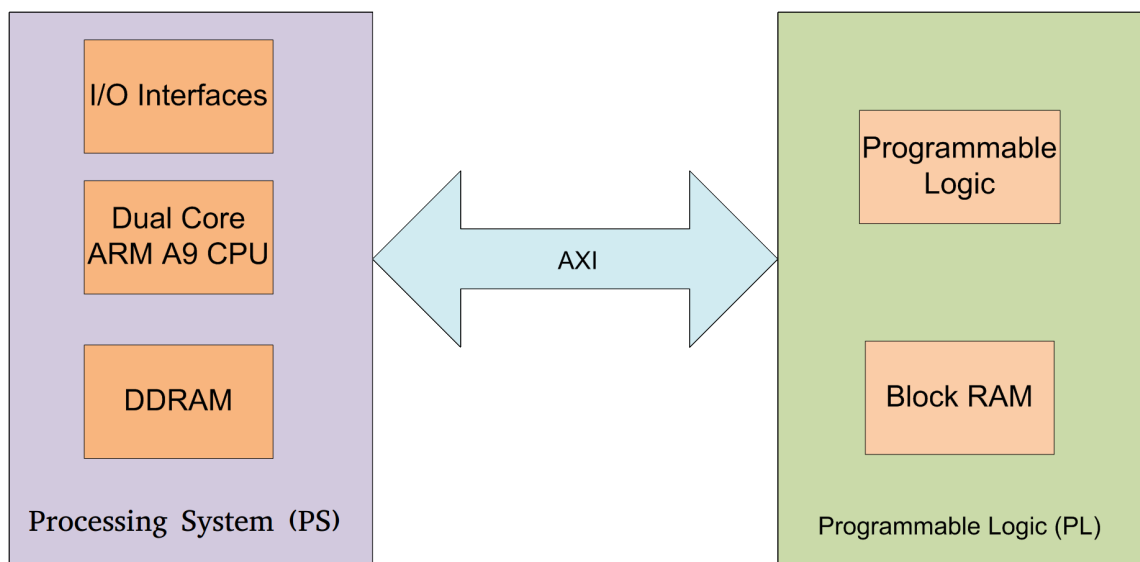 I/O Interfaces
Dual Core
ARM A9 CPU
DDRAM
Processing System (PS)
AXI
Programmable
Logic
Block RAM
Programmable Logic (PL)